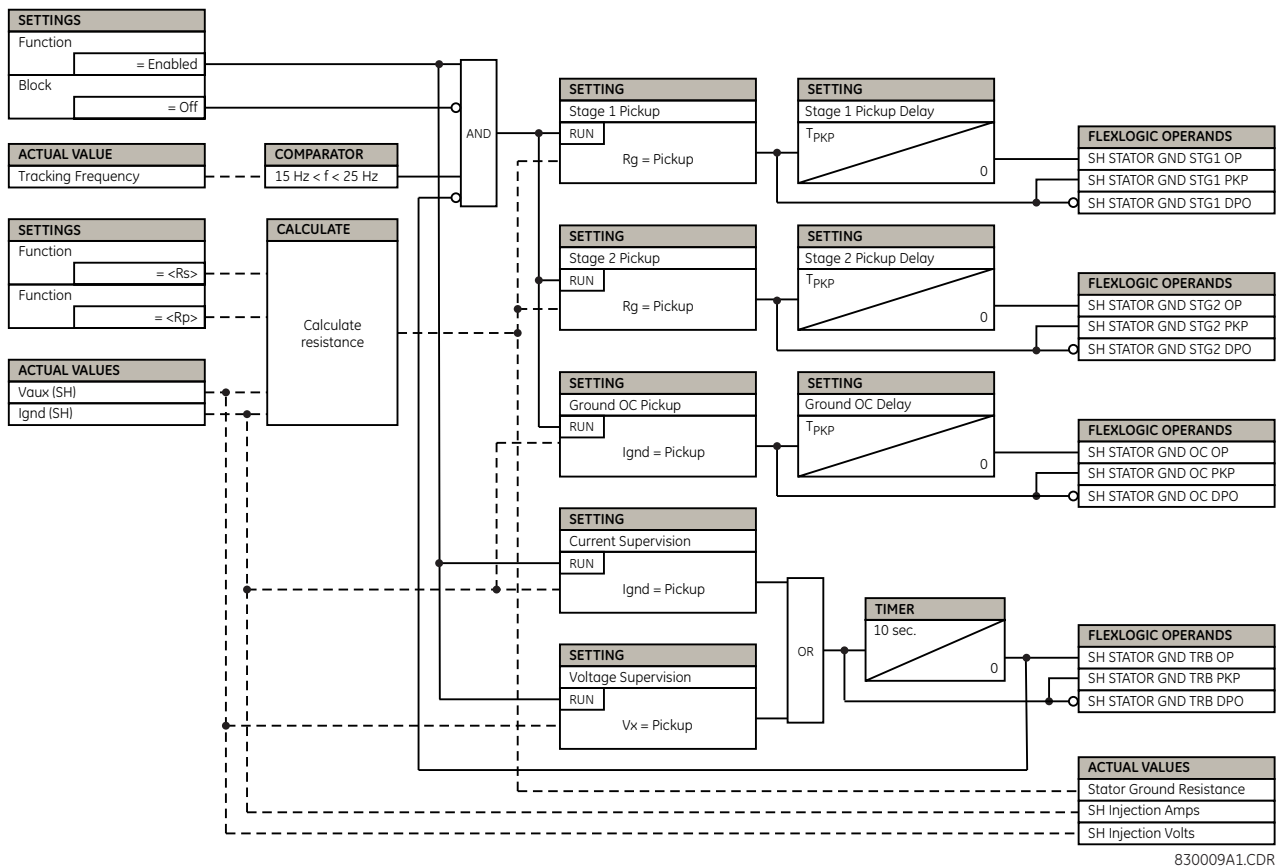 SETTINGS
Function
= Enabled
Block
= Off
ACTUAL VALUE
Tracking Frequency
COMPARATOR
15 Hz < f < 25 Hz
AND
SETTINGS
Function
= <Rs>
Function
= <Rp>
CALCULATE
Calculate
resistance
ACTUAL VALUES
Vaux (SH)
Ignd (SH)
SETTING
Stage 1 Pickup
RUN
Rg = Pickup
SETTING
Stage 1 Pickup Delay
TPKP
0
FLEXLOGIC OPERANDS
SH STATOR GND STG1 OP
SH STATOR GND STG1 PKP
SH STATOR GND STG1 DPO
SETTING
Stage 2 Pickup
RUN
Rg = Pickup
SETTING
Stage 2 Pickup Delay
TPKP
0
FLEXLOGIC OPERANDS
SH STATOR GND STG2 OP
SH STATOR GND STG2 PKP
SH STATOR GND STG2 DPO
SETTING
Ground OC Pickup
RUN
Ignd = Pickup
SETTING
Ground OC Delay
TPKP
0
FLEXLOGIC OPERANDS
SH STATOR GND OC OP
SH STATOR GND OC PKP
SH STATOR GND OC DPO
SETTING
Current Supervision
RUN
Ignd = Pickup
SETTING
Voltage Supervision
RUN
Vx = Pickup
OR
TIMER
10 sec.
0
FLEXLOGIC OPERANDS
SH STATOR GND TRB OP
SH STATOR GND TRB PKP
SH STATOR GND TRB DPO
ACTUAL VALUES
Stator Ground Resistance
SH Injection Amps
SH Injection Volts
830009A1.CDR